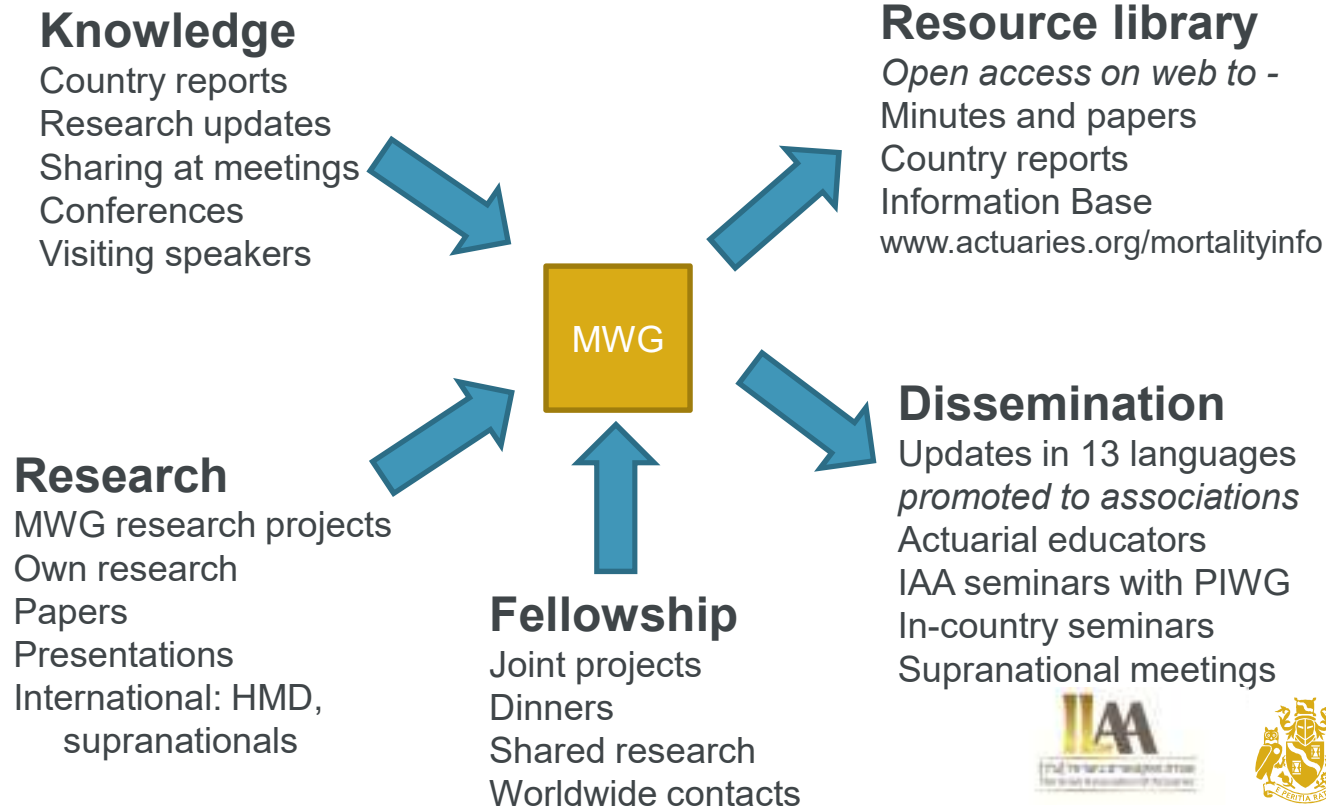 Knowledge
Country reports
Research updates
Sharing at meetings
Conferences
Visiting speakers
Resource library
Open access on web to -
Minutes and papers
Country reports
Information Base
www.actuaries.org/mortalityinfo
MWG
Research
MWG research projects
Own research
Papers
Presentations
International: HMD,
supranationals
Fellowship
Joint projects
Dinners
Shared research
Worldwide contacts
Dissemination
Updates in 13 languages
promoted to associations
Actuarial educators
IAA seminars with PIWG
In-country seminars
Supranational meetings